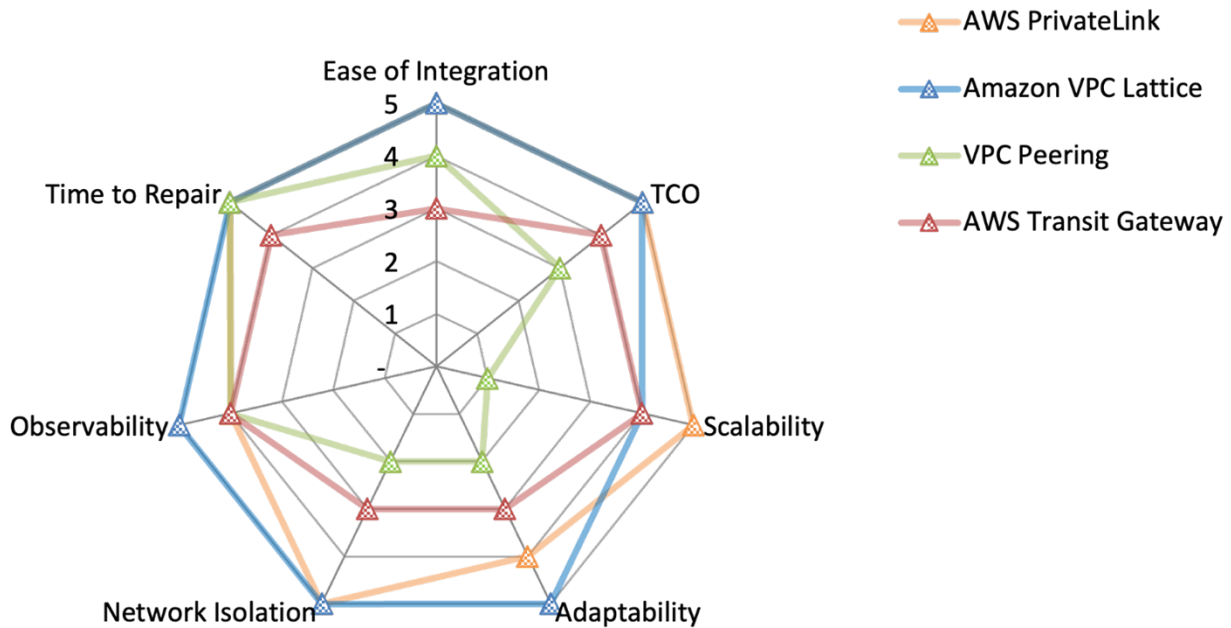 AWS PrivateLink
Amazon VPC Lattice
VPC Peering
AWS Transit Gateway
Ease of Integration
5
4
3
2
1
-
TCO
Scalability
Adaptability
Network Isolation
Observability
Time to Repair